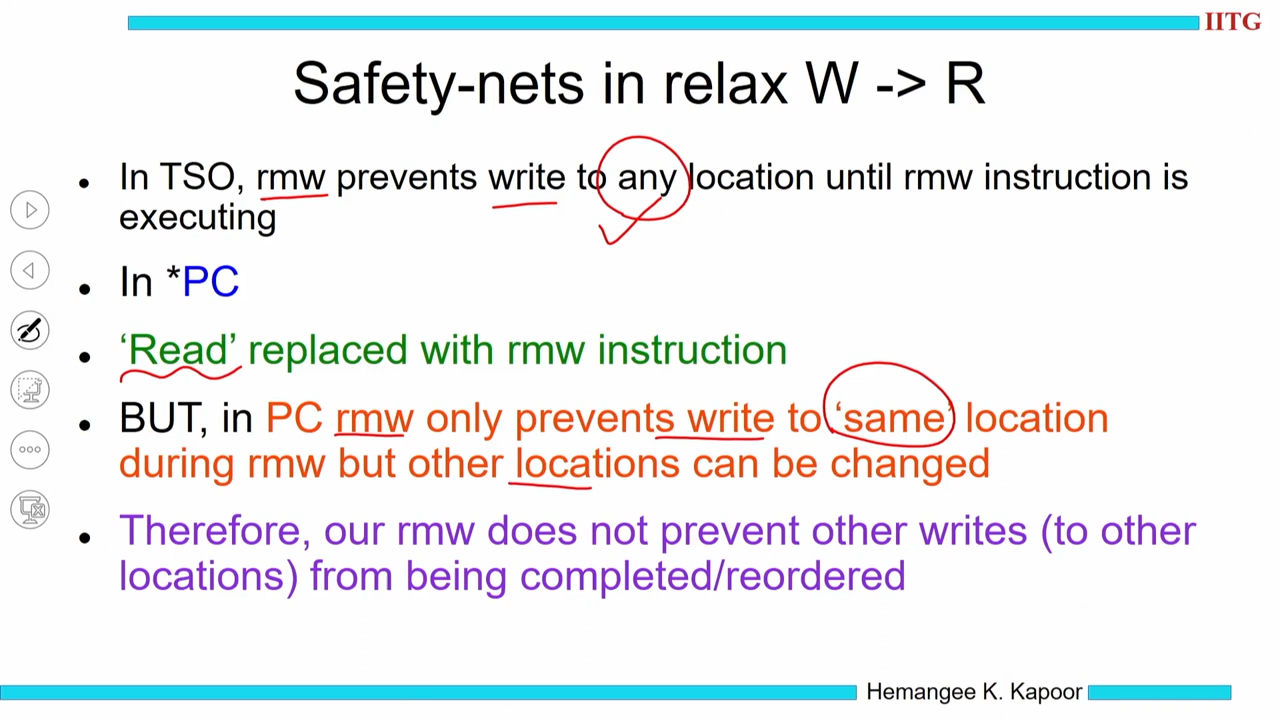 IITG
Safety-nets in relax W -> R
• In TSO, rmw prevents write to any location until rmw instruction is
executing
• In *PC
• ‘Read’ replaced with rmw instruction
• BUT, in PC rmw only prevents write to ‘same’ location
during rmw but other locations can be changed
• Therefore, our rmw does not prevent other writes (to other
locations) from being completed/reordered
Hemangee K. Kapoor